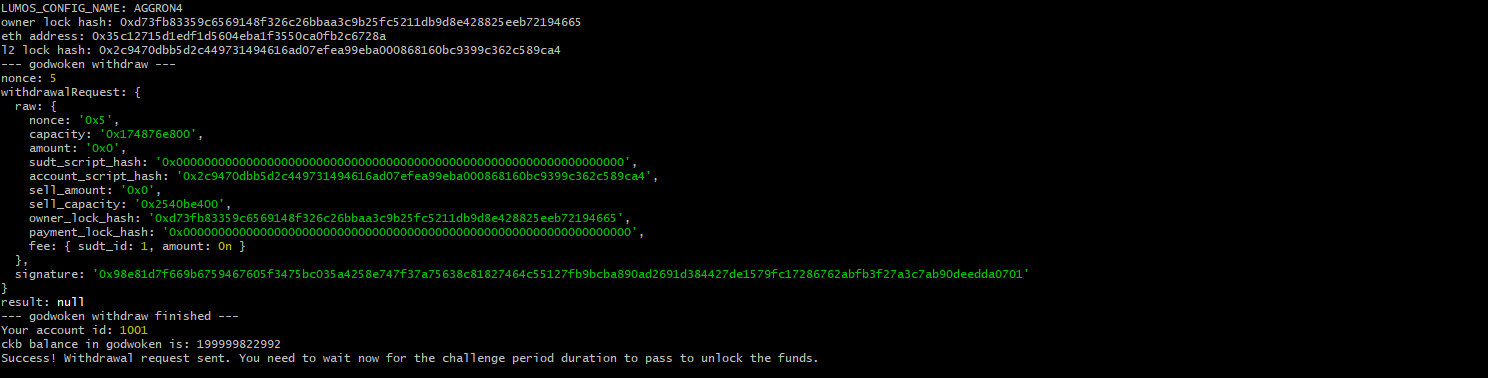 LUMOS_CONFIG_NAME: AGGRON4
owner lock hash: 0xd73fb83359c6569148f326c26bbaa3c9b25fc5211db9d8e428825eeb72194665
eth address: 0x35c12715d1edf1d5604eba1f3550ca0fb2c6728a
l2 lock hash: 0x2c9470dbb5d2c449731494616ad07efea99eba000868160bc9399c362c589ca4
--- godwoken withdraw ---
nonce: 5
withdrawalRequest: {
  raw: {
    nonce: '0x5',
    capacity: '0x174876e800',
    amount: '0x0',
    sudt_script_hash: '0x0000000000000000000000000000000000000000000000000000000000000000',
    account_script_hash: '0x2c9470dbb5d2c449731494616ad07efea99eba000868160bc9399c362c589ca4',
    sell_amount: '0x0',
    sell_capacity: '0x2540be400',
    owner_lock_hash: '0xd73fb83359c6569148f326c26bbaa3c9b25fc5211db9d8e428825eeb72194665',
    payment_lock_hash: '0x0000000000000000000000000000000000000000000000000000000000000000',
    fee: { sudt_id: 1, amount: 0n }
  },
  signature: '0x98e81d7f669b6759467605f3475bc035a4258e747f37a75638c81827464c55127fb9bcba890ad2691d384427de1579fc17286762abfb3f27a3c7ab90deedda0701'
}
result: null
--- godwoken withdraw finished ---
Your account id: 1001
ckb balance in godwoken is: 199999822992
Success! Withdrawal request sent. You need to wait now for the challenge period duration to pass to unlock the funds.